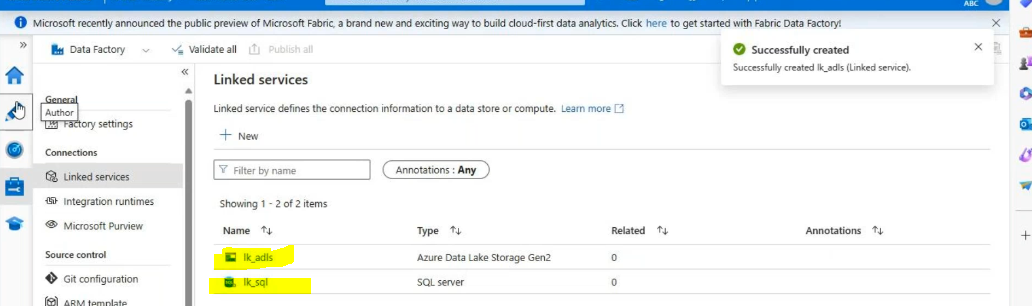 ABC
Microsoft recently announced the public preview of Microsoft Fabric, a brand new and exciting way to build cloud-first data analytics. Click here to get started with Fabric Data Factory!
Data Factory
Validate all
Publish all
Successfully created
Successfully created lk_adls (Linked service).
General
Author
Factory settings
Connections
Linked services
Integration runtimes
Microsoft Purview
Source control
Git configuration
ARM template
Linked services
Linked service defines the connection information to a data store or compute. Learn more
New
Filter by name
Annotations : Any
Showing 1 - 2 of 2 items
Name Type Related Annotations
lk_adls Azure Data Lake Storage Gen2 0
lk_sql SQL server 0